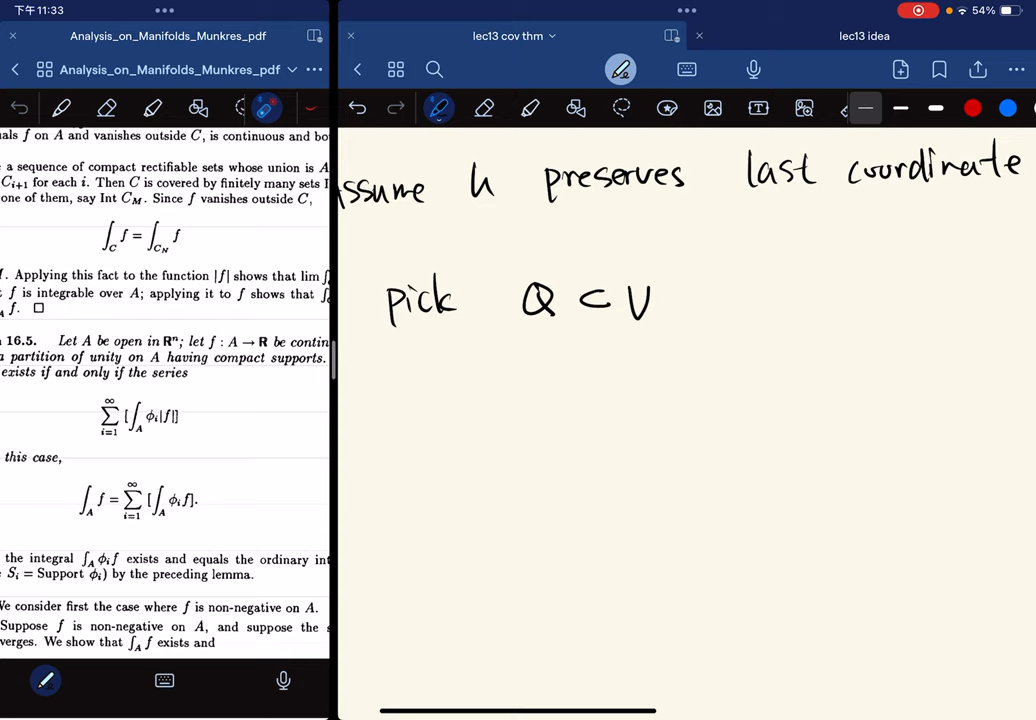 下午11:33
54%
Analysis_on_Manifolds_Munkres_pdf
lec13 cov thm
lec13 idea
Analysis_on_Manifolds_Munkres_pdf
als f on A and vanishes outside C, is continuous and bo
e a sequence of compact rectifiable sets whose union is A
C_{i+1} for each i. Then C is covered by finitely many sets I
one of them, say Int C_M. Since f vanishes outside C,
∫_C f = ∫_{C_N} f
f. Applying this fact to the function |f| shows that lim ∫
t f is integrable over A; applying it to f shows that ∫
_A f. □
16.5. Let A be open in R^n; let f : A → R be contin
a partition of unity on A having compact supports.
exists if and only if the series
∑_{i=1}^∞ [∫_A ϕ_i|f|]
this case,
∫_A f = ∑_{i=1}^∞ [∫_A ϕ_i f].
the integral ∫_A ϕ_i f exists and equals the ordinary int
S_i = Support ϕ_i) by the preceding lemma.
We consider first the case where f is non-negative on A.
Suppose f is non-negative on A, and suppose the s
verges. We show that ∫_A f exists and
Assume h preserves last coordinate
pick Q ⊂ V